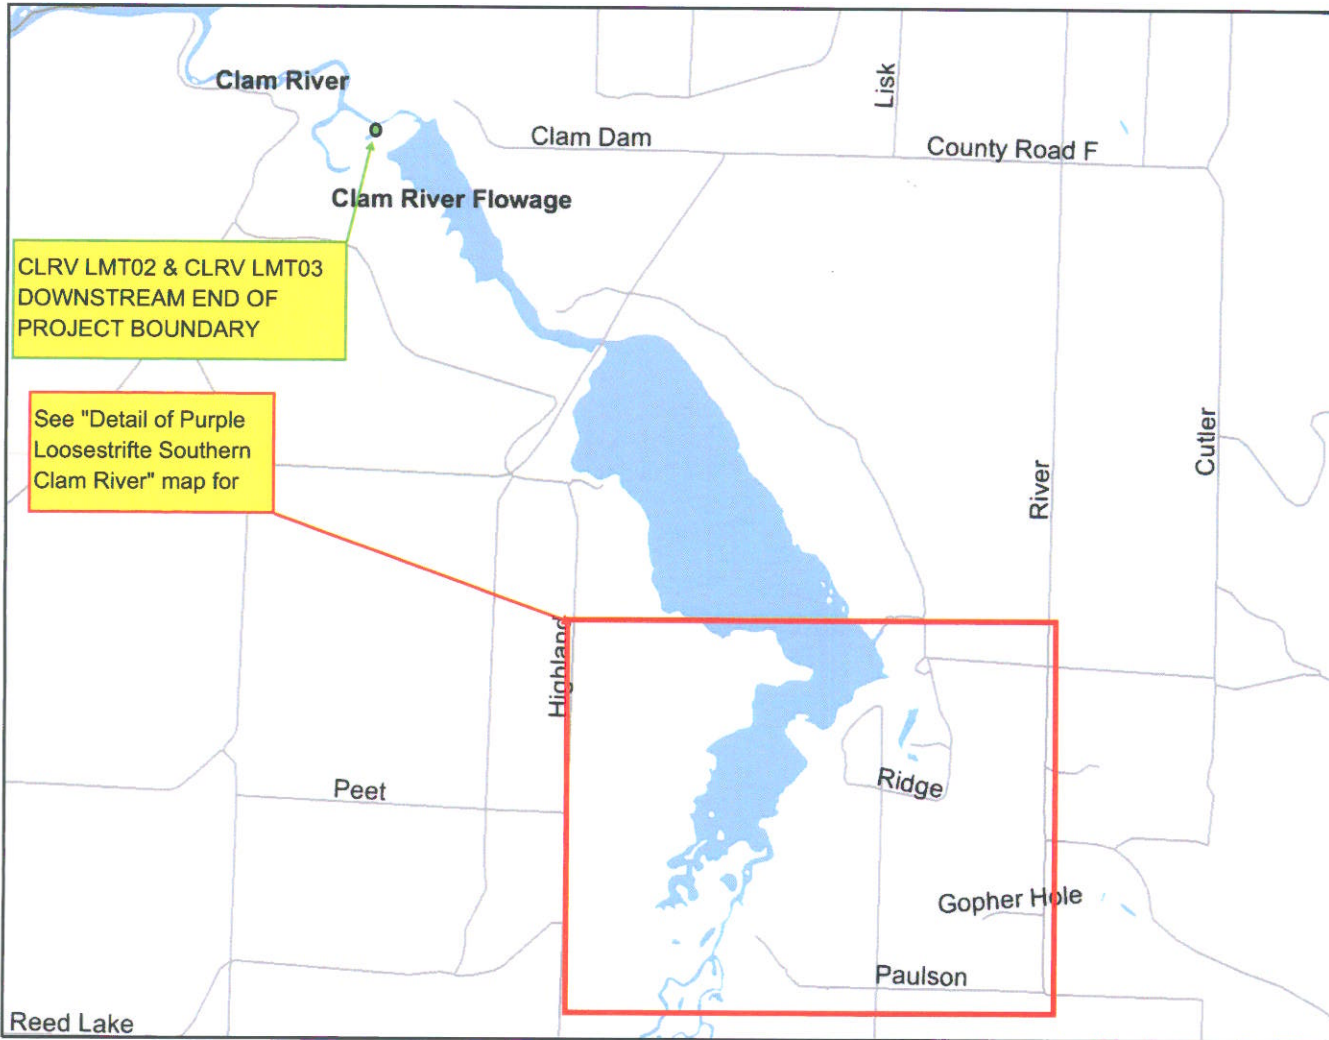 Clam River
Lisk
Clam Dam
County Road F
Clam River Flowage
CLRV LMT02 & CLRV LMT03
DOWNSTREAM END OF
PROJECT BOUNDARY
See "Detail of Purple
Loosestrifte Southern
Clam River" map for
Cutler
River
Highland
Peet
Ridge
Gopher Hole
Paulson
Reed Lake